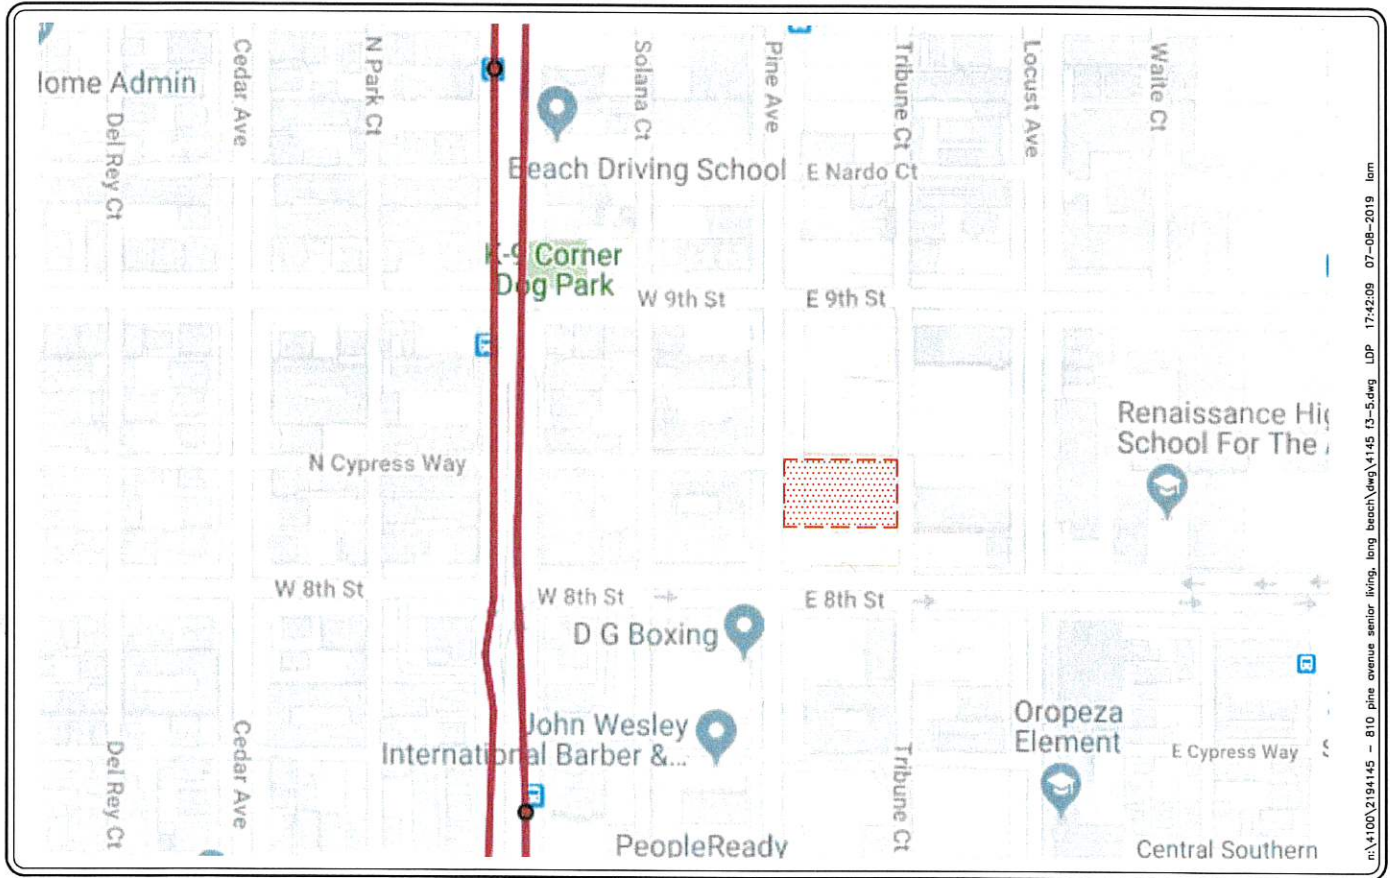 Cedar Ave
N Park Ct
Solana Ct
Pine Ave
Tribune Ct
Locust Ave
Waite Ct
lome Admin
Del Rey Ct
Beach Driving School
E Nardo Ct
K-9 Corner
Dog Park
W 9th St
E 9th St
Renaissance Hig
School For The
N Cypress Way
W 8th St
W 8th St
E 8th St
D G Boxing
John Wesley
International Barber &...
Oropeza
Element
E Cypress Way
Del Rey Ct
Cedar Ave
Tribune Ct
PeopleReady
Central Southern
n:\4100\2194145 - 810 pine avenue senior living, long beach\dwg\4145 f3-5.dwg LDP 17:42:09 07-08-2019 lam